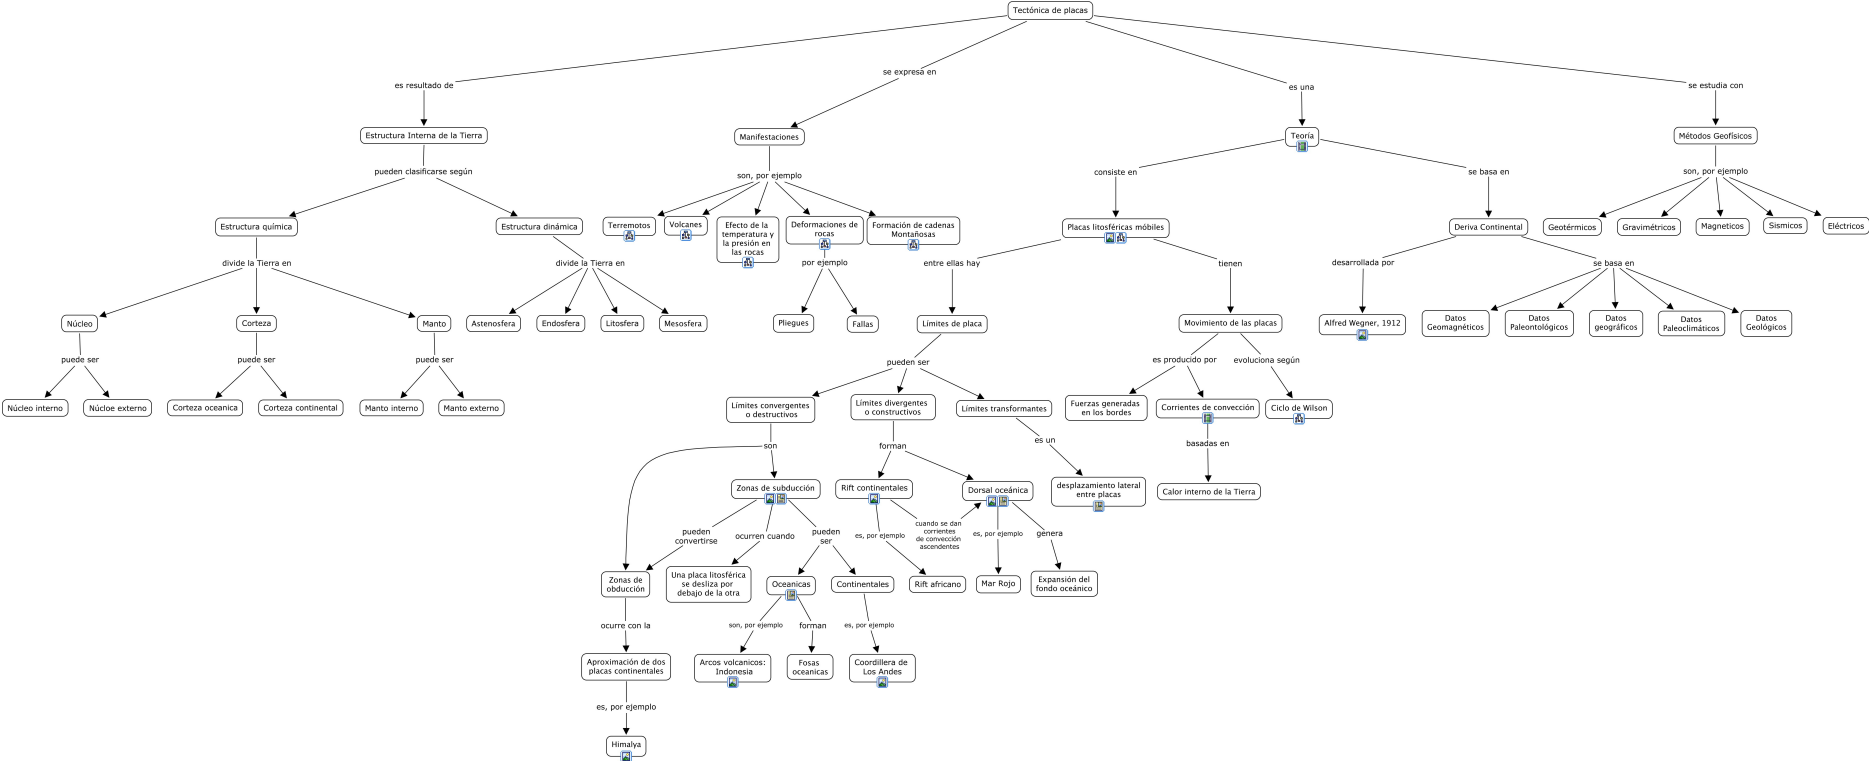 Tectónica de placas
es resultado de
se expresa en
es una
se estudia con
Estructura Interna de la Tierra
Manifestaciones
Teoría
Métodos Geofísicos
pueden clasificarse según
son, por ejemplo
consiste en
se basa en
son, por ejemplo
Estructura química
Estructura dinámica
Terremotos
Volcanes
Efecto de la
temperatura y
la presión en
las rocas
Deformaciones de
rocas
Formación de cadenas
Montañosas
Placas litosféricas móbiles
Deriva Continental
Geotérmicos
Gravimétricos
Magneticos
Sismicos
Eléctricos
divide la Tierra en
divide la Tierra en
por ejemplo
entre ellas hay
tienen
desarrollada por
se basa en
Núcleo
Corteza
Manto
Astenosfera
Endosfera
Litosfera
Mesosfera
Pliegues
Fallas
Límites de placa
Movimiento de las placas
Alfred Wegner, 1912
Datos
Geomagnéticos
Datos
Paleontológicos
Datos
geográficos
Datos
Paleoclimáticos
Datos
Geológicos
puede ser
puede ser
puede ser
pueden ser
es producido por
evoluciona según
Núcleo interno
Núcloe externo
Corteza oceanica
Corteza continental
Manto interno
Manto externo
Límites convergentes
o destructivos
Límites divergentes
o constructivos
Límites transformantes
Fuerzas generadas
en los bordes
Corrientes de convección
Ciclo de Wilson
son
forman
es un
basadas en
Zonas de subducción
Rift continentales
Dorsal oceánica
desplazamiento lateral
entre placas
Calor interno de la Tierra
pueden
convertirse
ocurren cuando
pueden
ser
es, por ejemplo
cuando se dan
corrientes
de convección
ascendentes
es, por ejemplo
genera
Zonas de
obducción
Una placa litosférica
se desliza por
debajo de la otra
Oceanicas
Continentales
Rift africano
Mar Rojo
Expansión del
fondo oceánico
ocurre con la
son, por ejemplo
forman
es, por ejemplo
Aproximación de dos
placas continentales
Arcos volcanicos:
Indonesia
Fosas
oceanicas
Coordillera de
Los Andes
es, por ejemplo
Himalya